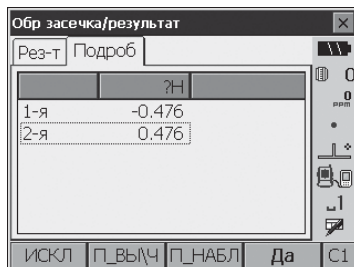 Обр засечка/результат
Рез-т Подроб
?H
1-я -0.476
2-я 0.476
0
0
ppm
1
ИСКЛ П_ВЫ\Ч П_НАБЛ Да С1